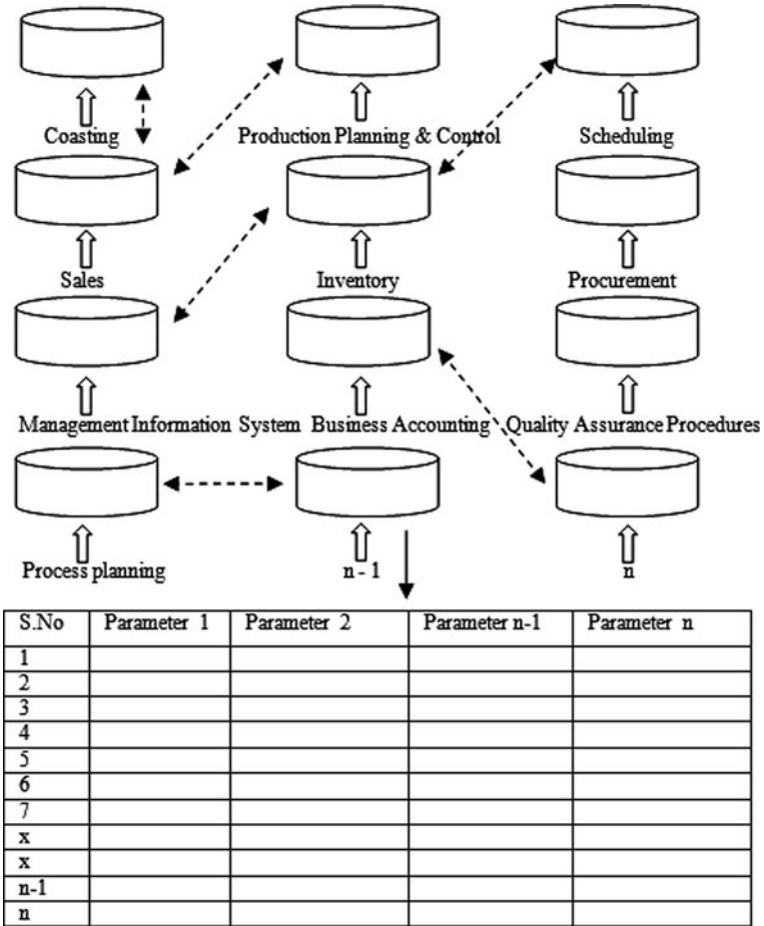 Coasting Production Planning & Control Scheduling
Sales Inventory Procurement
Management Information System Business Accounting Quality Assurance Procedures
Process planning n - 1 n
S.No Parameter 1 Parameter 2 Parameter n-1 Parameter n
1
2
3
4
5
6
7
x
x
n-1
n